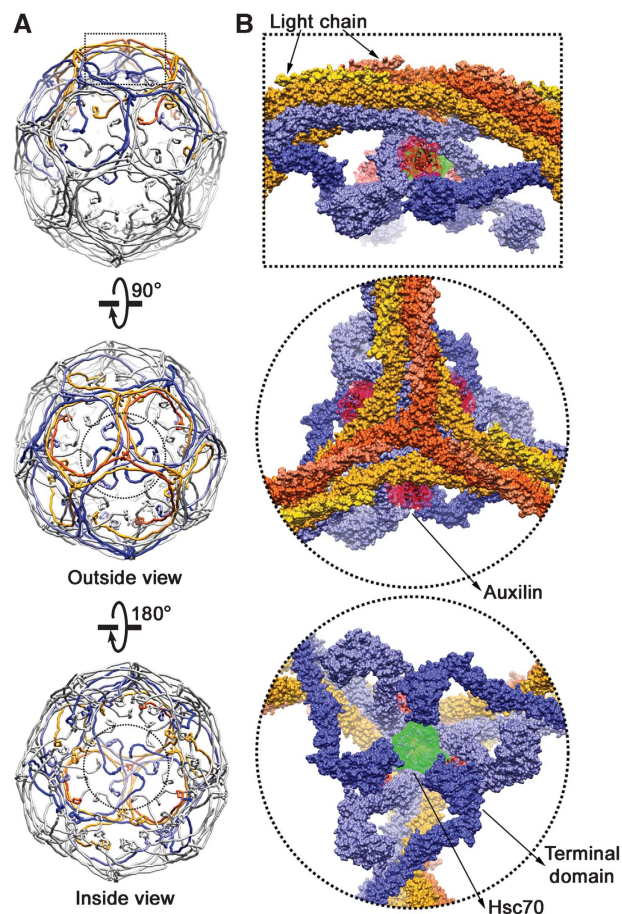 A
B
Light chain
90°
Outside view
Auxilin
180°
Terminal
domain
Inside view
Hsc70